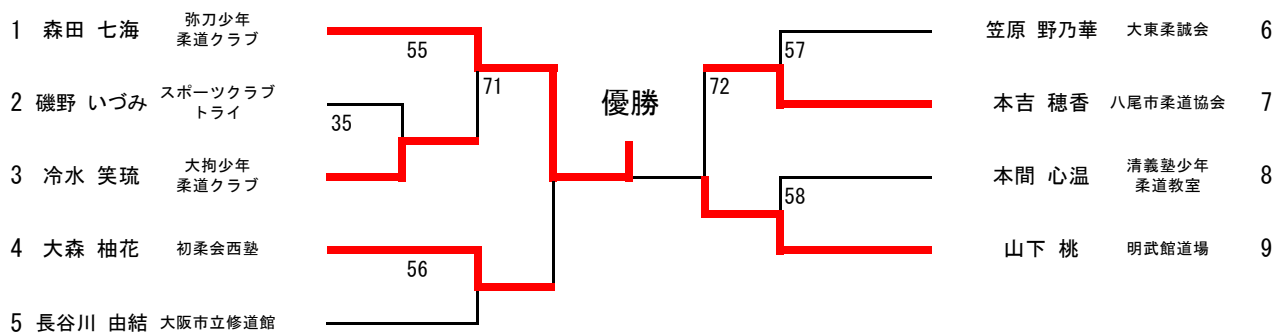 1 森田 七海 弥刀少年
柔道クラブ
55
71
2 磯野 いづみ スポーツクラブ
トライ
35
3 冷水 笑琉 大拘少年
柔道クラブ
4 大森 柚花 初柔会西塾
56
5 長谷川 由結 大阪市立修道館
優勝
笠原 野乃華 大東柔誠会 6
57
72
本吉 穂香 八尾市柔道協会 7
本間 心温 清義塾少年
柔道教室 8
58
山下 桃 明武館道場 9